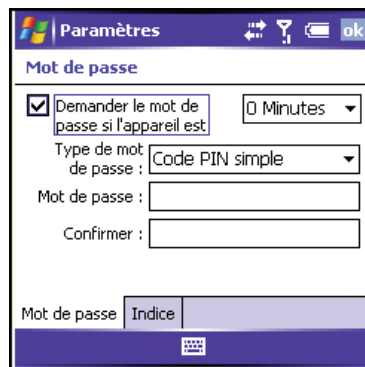 Paramètres ok
Mot de passe
Demander le mot de 0 Minutes
passe si l'appareil est
Type de mot
de passe : Code PIN simple
Mot de passe :
Confirmer :
Mot de passe Indice